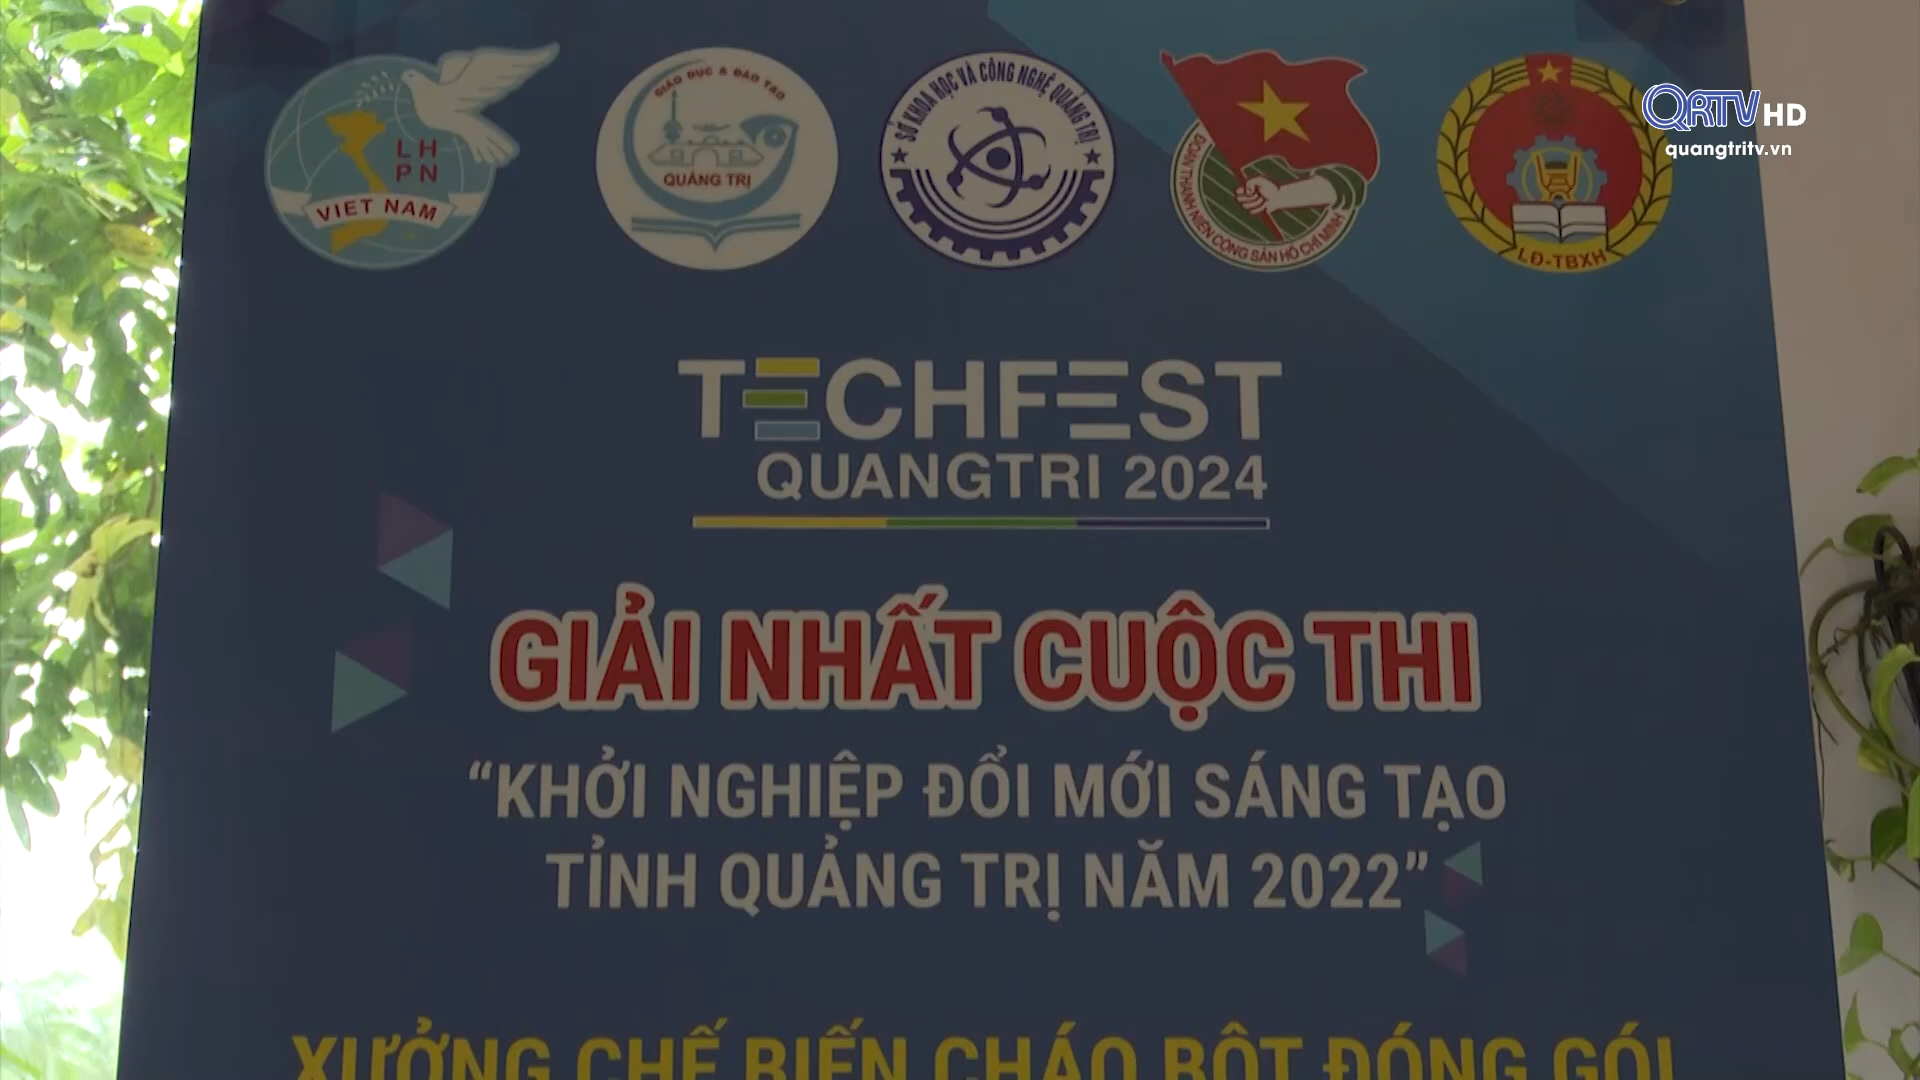 LH
PN
VIET NAM
GIÁO DỤC & ĐÀO TẠO
QUẢNG TRỊ
SỞ KHOA HỌC VÀ CÔNG NGHỆ QUẢNG TRỊ
ĐOÀN THANH NIÊN CỘNG SẢN HỒ CHÍ MINH
LĐ-TBXH
QRTV HD
quangtritv.vn
TECHFEST
QUANGTRI 2024
GIẢI NHẤT CUỘC THI
“KHỞI NGHIỆP ĐỔI MỚI SÁNG TẠO
TỈNH QUẢNG TRỊ NĂM 2022”
XƯỞNG CHẾ BIẾN CHÁO BỘT ĐÓNG GÓI